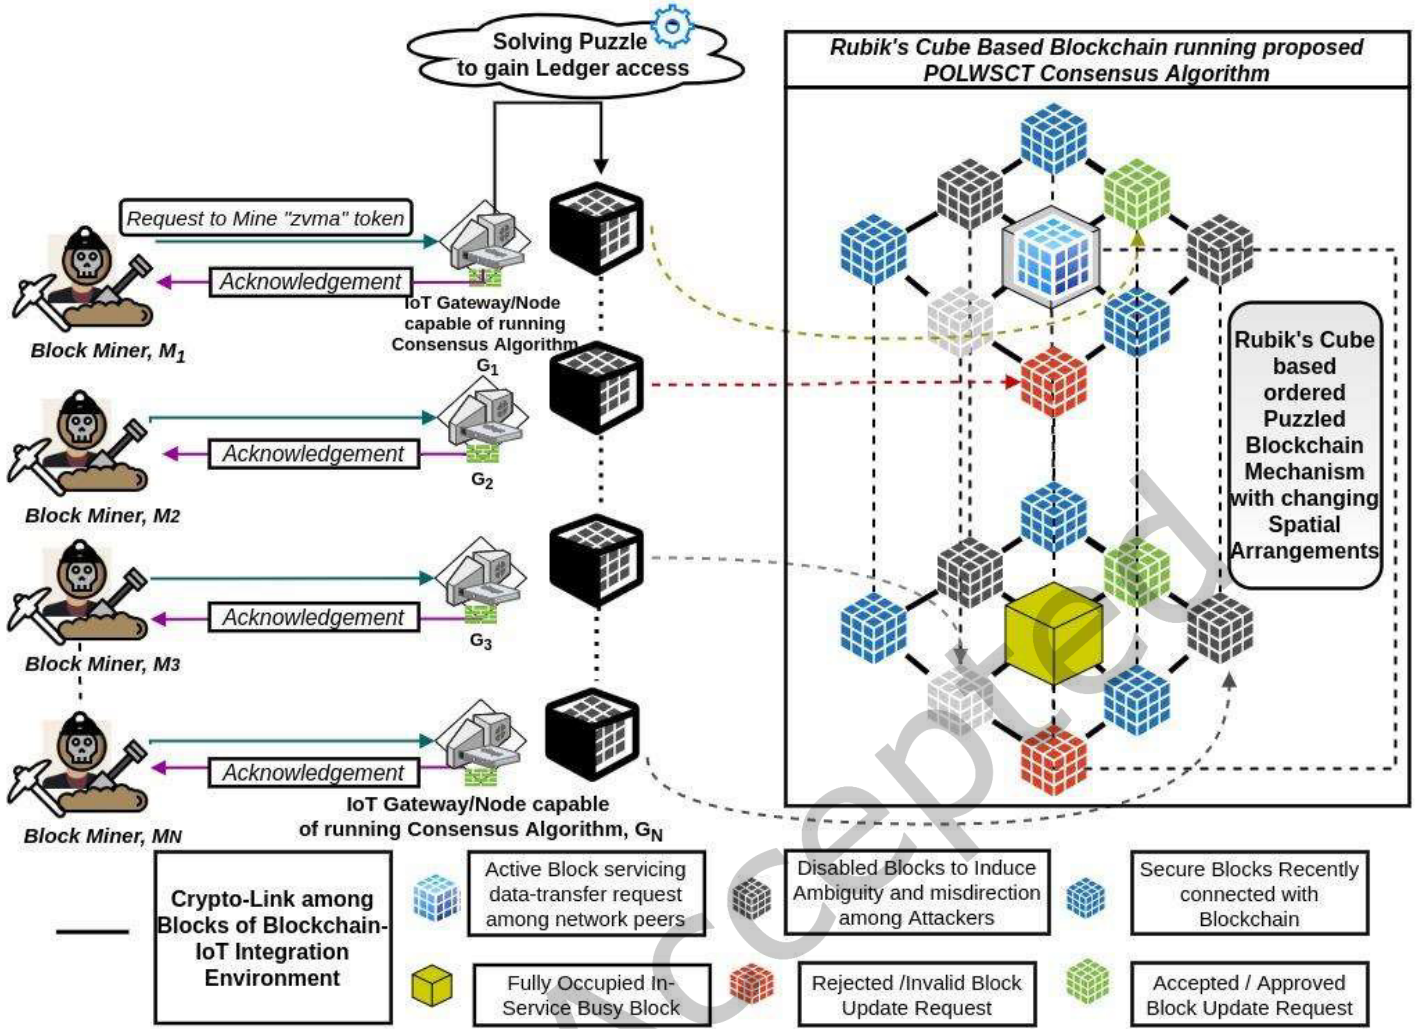 Solving Puzzle
to gain Ledger access
Rubik's Cube Based Blockchain running proposed
POLWSCT Consensus Algorithm
Request to Mine "zvma" token
Acknowledgement
Block Miner, M1
IoT Gateway/Node
capable of running
Consensus Algorithm
G1
Acknowledgement
Block Miner, M2
G2
Acknowledgement
Block Miner, M3
G3
Acknowledgement
Block Miner, MN
IoT Gateway/Node capable
of running Consensus Algorithm, GN
Rubik's Cube
based
ordered
Puzzled
Blockchain
Mechanism
with changing
Spatial
Arrangements
Crypto-Link among
Blocks of Blockchain-
IoT Integration
Environment
Active Block servicing
data-transfer request
among network peers
Disabled Blocks to Induce
Ambiguity and misdirection
among Attackers
Secure Blocks Recently
connected with
Blockchain
Fully Occupied In-
Service Busy Block
Rejected /Invalid Block
Update Request
Accepted / Approved
Block Update Request
Accepted